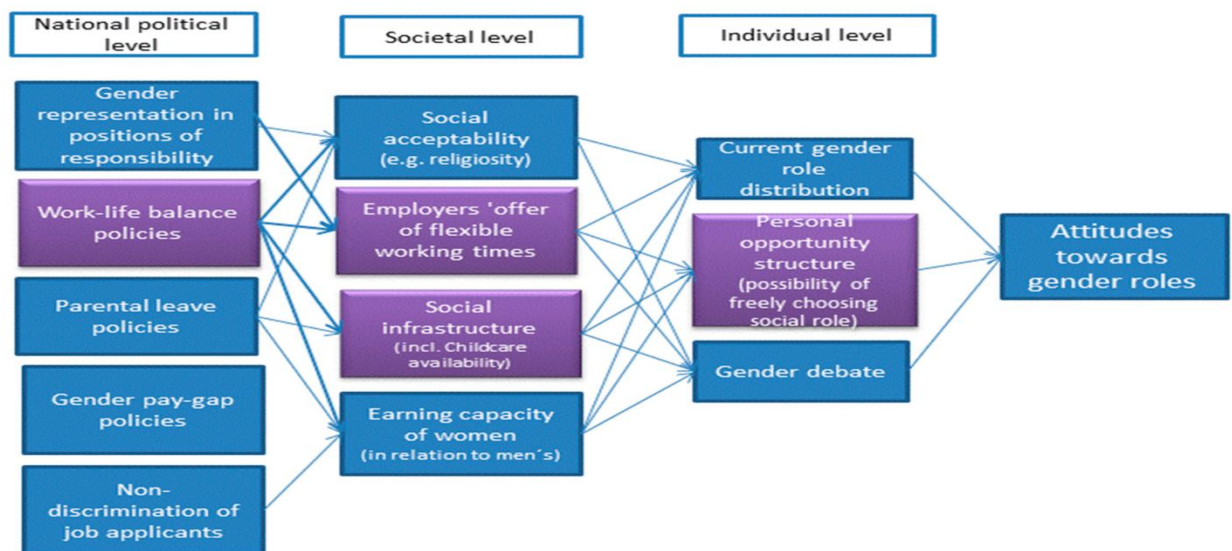 National political
level
Societal level
Individual level
Gender
representation in
positions of
responsibility
Work-life balance
policies
Parental leave
policies
Gender pay-gap
policies
Non-
discrimination of
job applicants
Social
acceptability
(e.g. religiosity)
Employers 'offer
of flexible
working times
Social
infrastructure
(incl. Childcare
availability)
Earning capacity
of women
(in relation to men´s)
Current gender
role
distribution
Personal
opportunity
structure
(possibility of
freely choosing
social role)
Gender debate
Attitudes
towards
gender roles